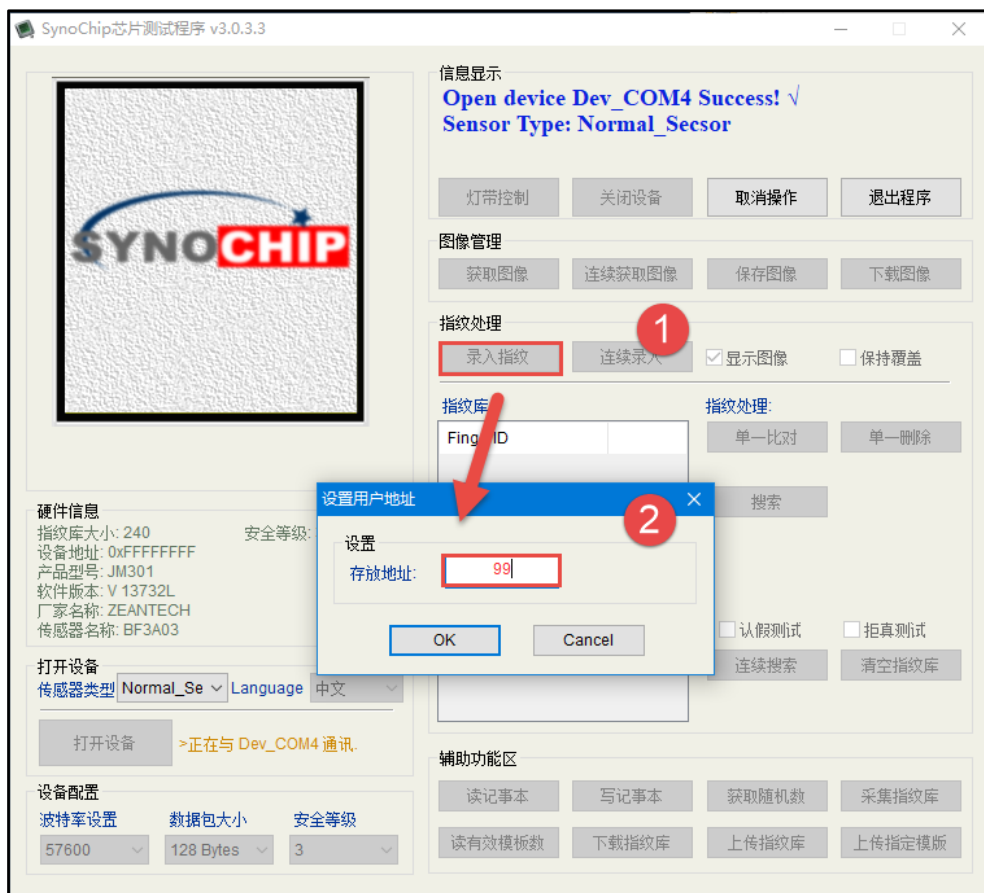 SynoChip芯片测试程序 v3.0.3.3
SYNOCHIP
信息显示
Open device Dev_COM4 Success! √
Sensor Type: Normal_Secsor
灯带控制 关闭设备 取消操作 退出程序
图像管理
获取图像 连续获取图像 保存图像 下载图像
指纹处理
1
录入指纹 连续录入 显示图像 保持覆盖
指纹库 指纹处理:
单一比对 单一删除
搜索
设置用户地址
2
设置
存放地址: 99
OK Cancel
认假测试 拒真测试
连续搜索 清空指纹库
硬件信息
指纹库大小: 240 安全等级:
设备地址: 0xFFFFFFFF
产品型号: JM301
软件版本: V 13732L
厂家名称: ZEANTECH
传感器名称: BF3A03
打开设备
传感器类型 Normal_Se Language 中文
打开设备 >正在与 Dev_COM4 通讯.
设备配置
波特率设置 数据包大小 安全等级
57600 128 Bytes 3
辅助功能区
读记事本 写记事本 获取随机数 采集指纹库
读有效模板数 下载指纹库 上传指纹库 上传指定模版